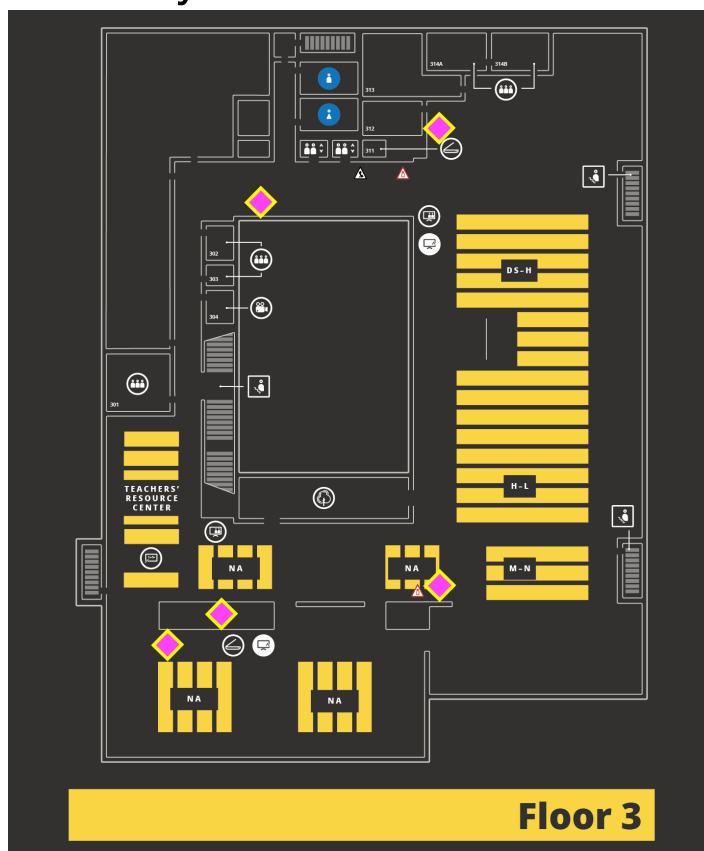 314A
314B
313
312
311
302
303
304
DS–H
301
TEACHERS'
RESOURCE
CENTER
H–L
M–N
NA
NA
NA
NA
Floor 3